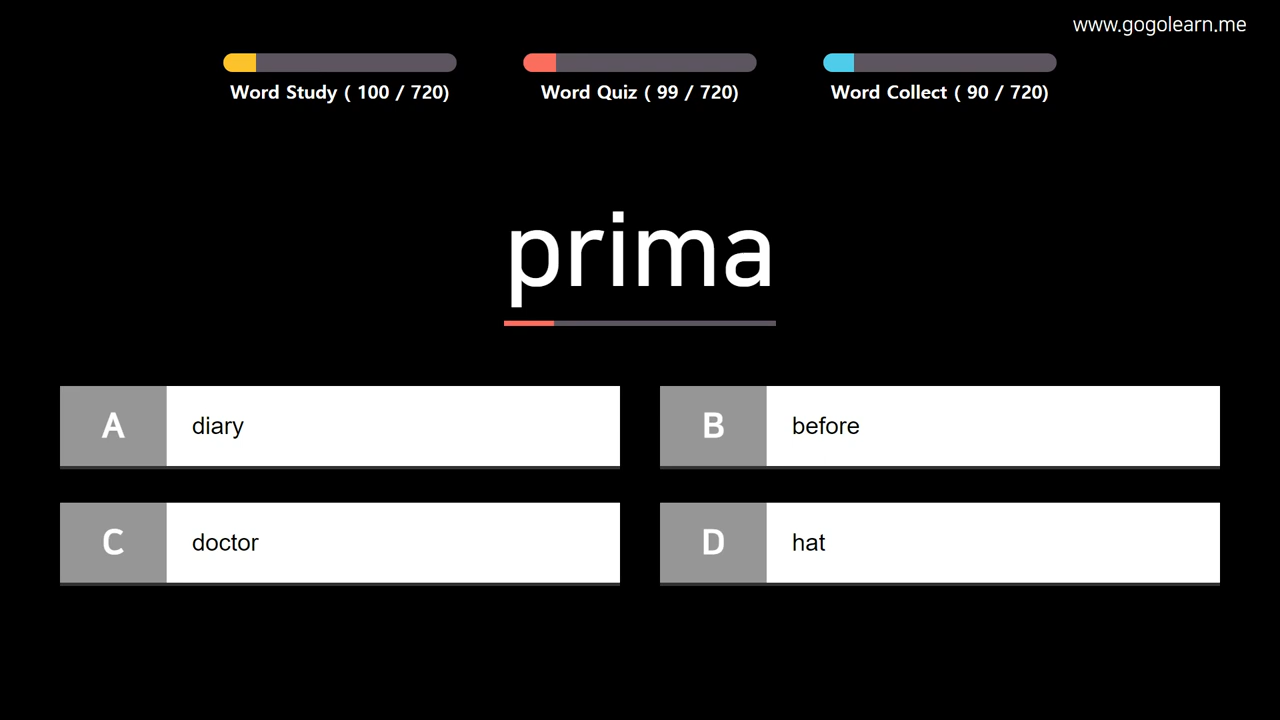 www.gogolearn.me
Word Study ( 100 / 720)
Word Quiz ( 99 / 720)
Word Collect ( 90 / 720)
prima
A diary
B before
C doctor
D hat